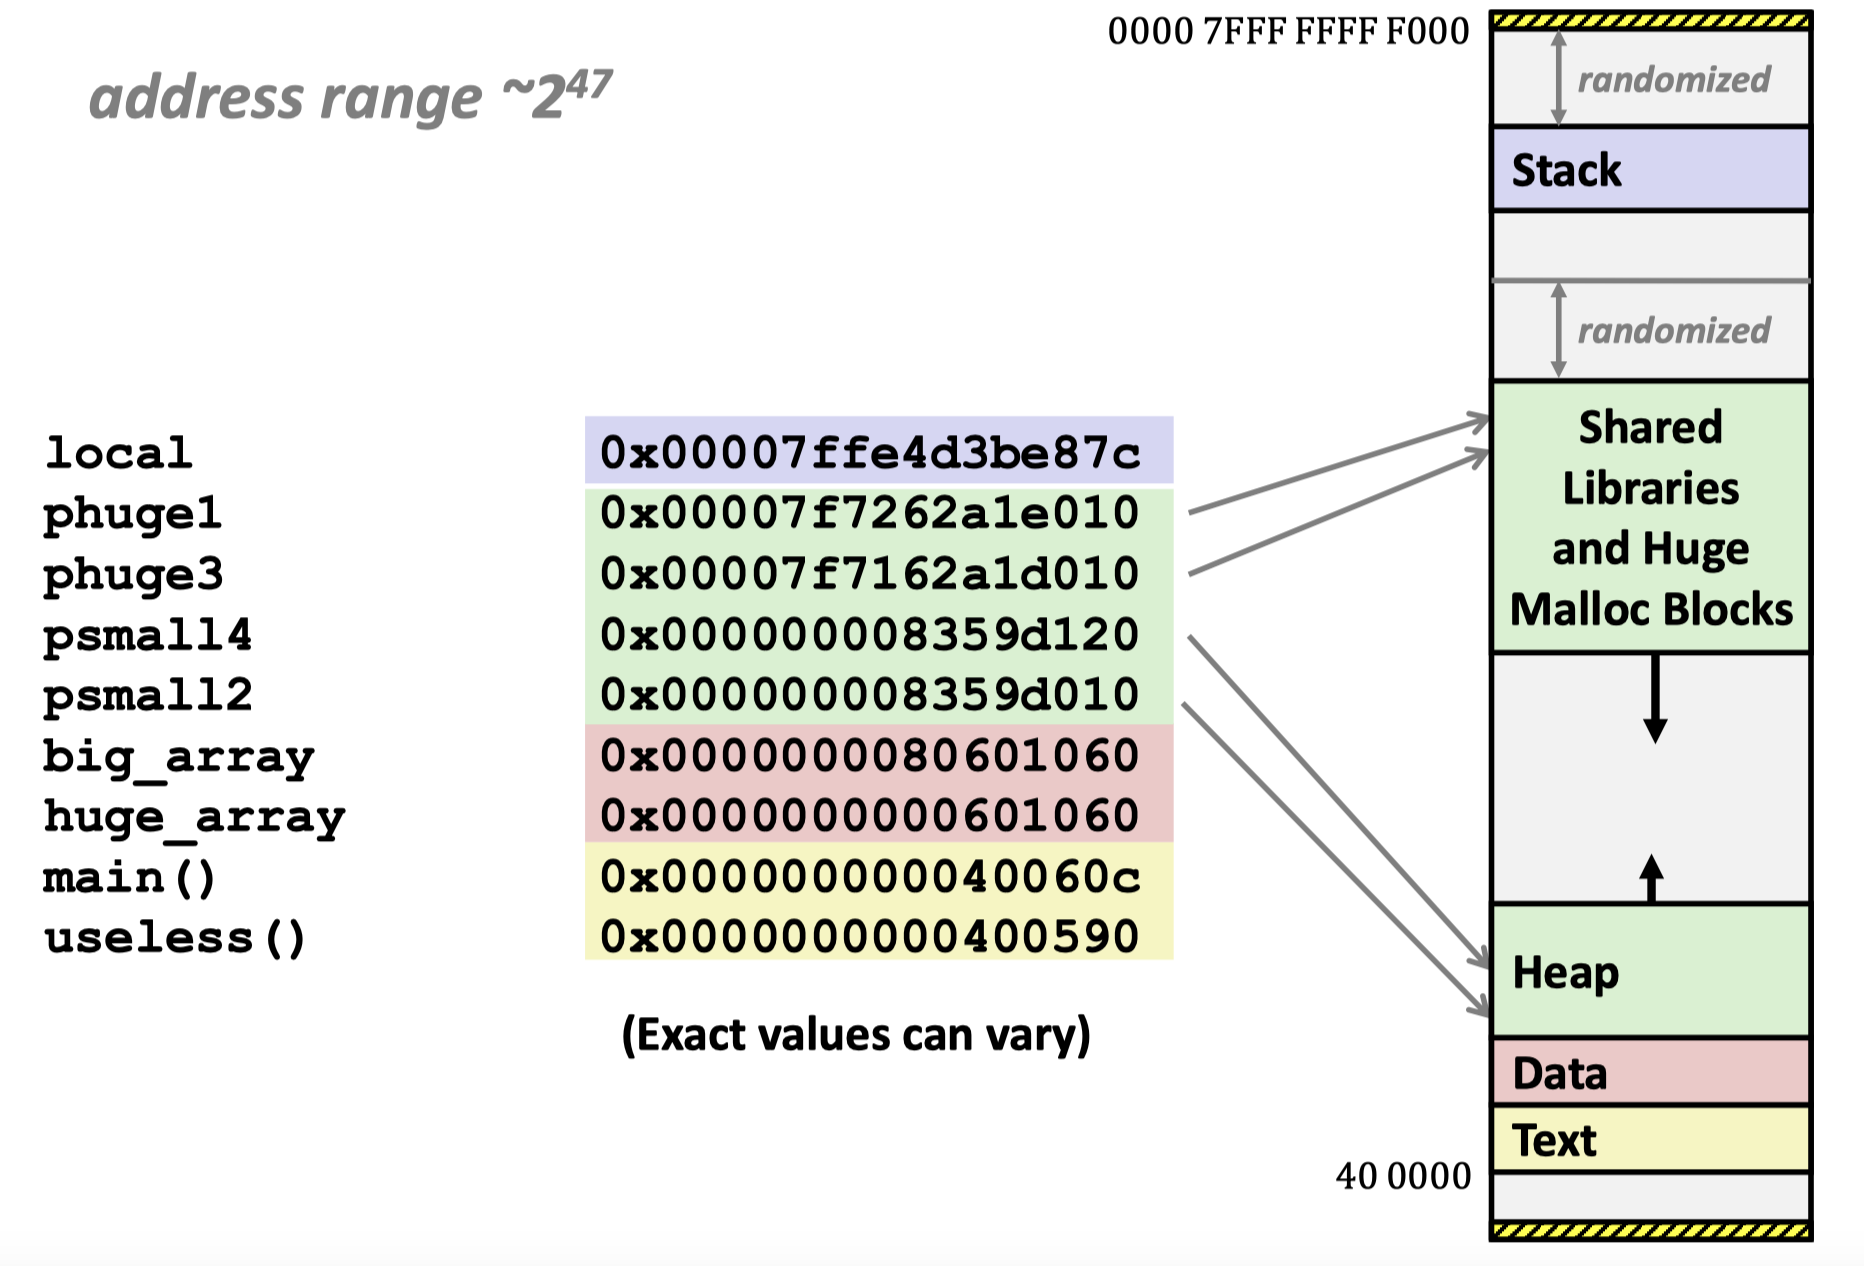 0000 7FFF FFFF F000
address range ~2⁴⁷
randomized
Stack
randomized
Shared
Libraries
and Huge
Malloc Blocks
local 0x00007ffe4d3be87c
phuge1 0x00007f7262a1e010
phuge3 0x00007f7162a1d010
psmall4 0x000000008359d120
psmall2 0x000000008359d010
big_array 0x0000000080601060
huge_array 0x0000000000601060
main() 0x000000000040060c
useless() 0x0000000000400590
(Exact values can vary)
Heap
Data
Text
40 0000